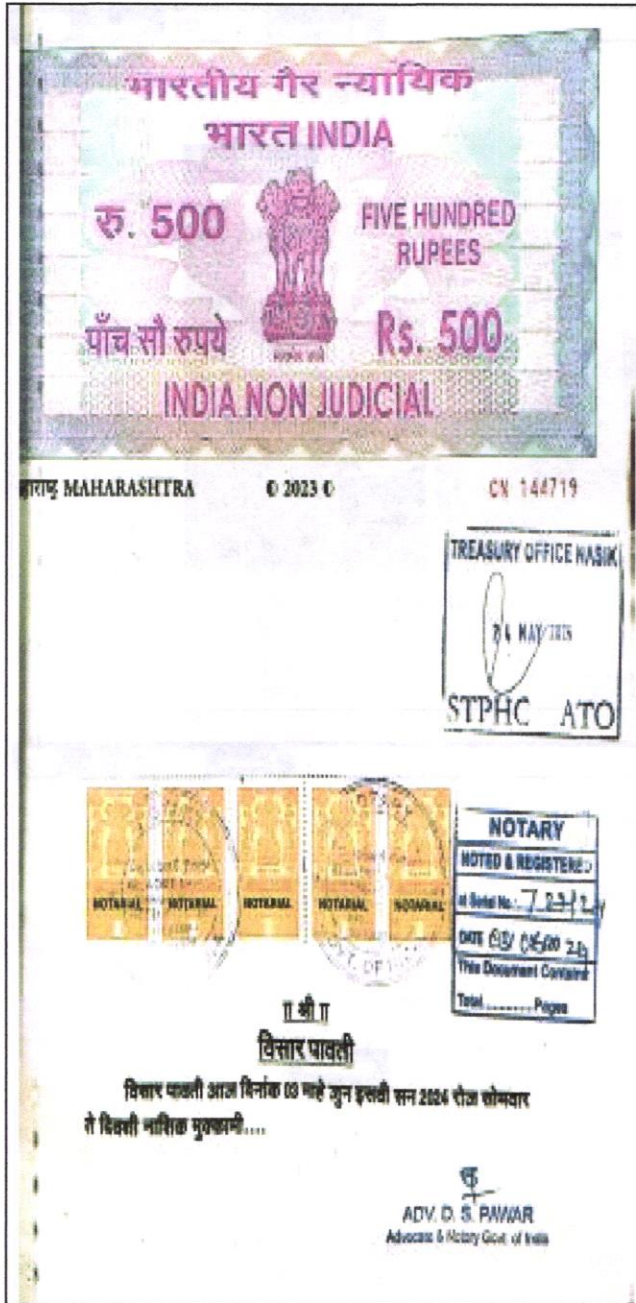 भारतीय गैर न्यायिक
भारत INDIA
रु. 500
FIVE HUNDRED
RUPEES
पाँच सौ रुपये
Rs. 500
INDIA NON JUDICIAL
MAHARASHTRA
© 2023 ©
CN 144719
TREASURY OFFICE NASIK
MAY
STPHC ATO
NOTARIAL NOTARIAL NOTARIAL NOTARIAL NOTARIAL
NOTARY
NOTED & REGISTERED
at Serial No.
DATE
This Document Contains
Total.......... Pages
॥ श्री ॥
विसार पावती
विसार पावती आज दिनांक 03 माहे जुन इसवी सन 2024 रोज सोमवार
ते दिवशी नाशिक मुक्कामी....
ADV. D. S. PAWAR
Advocate & Notary Govt. of India